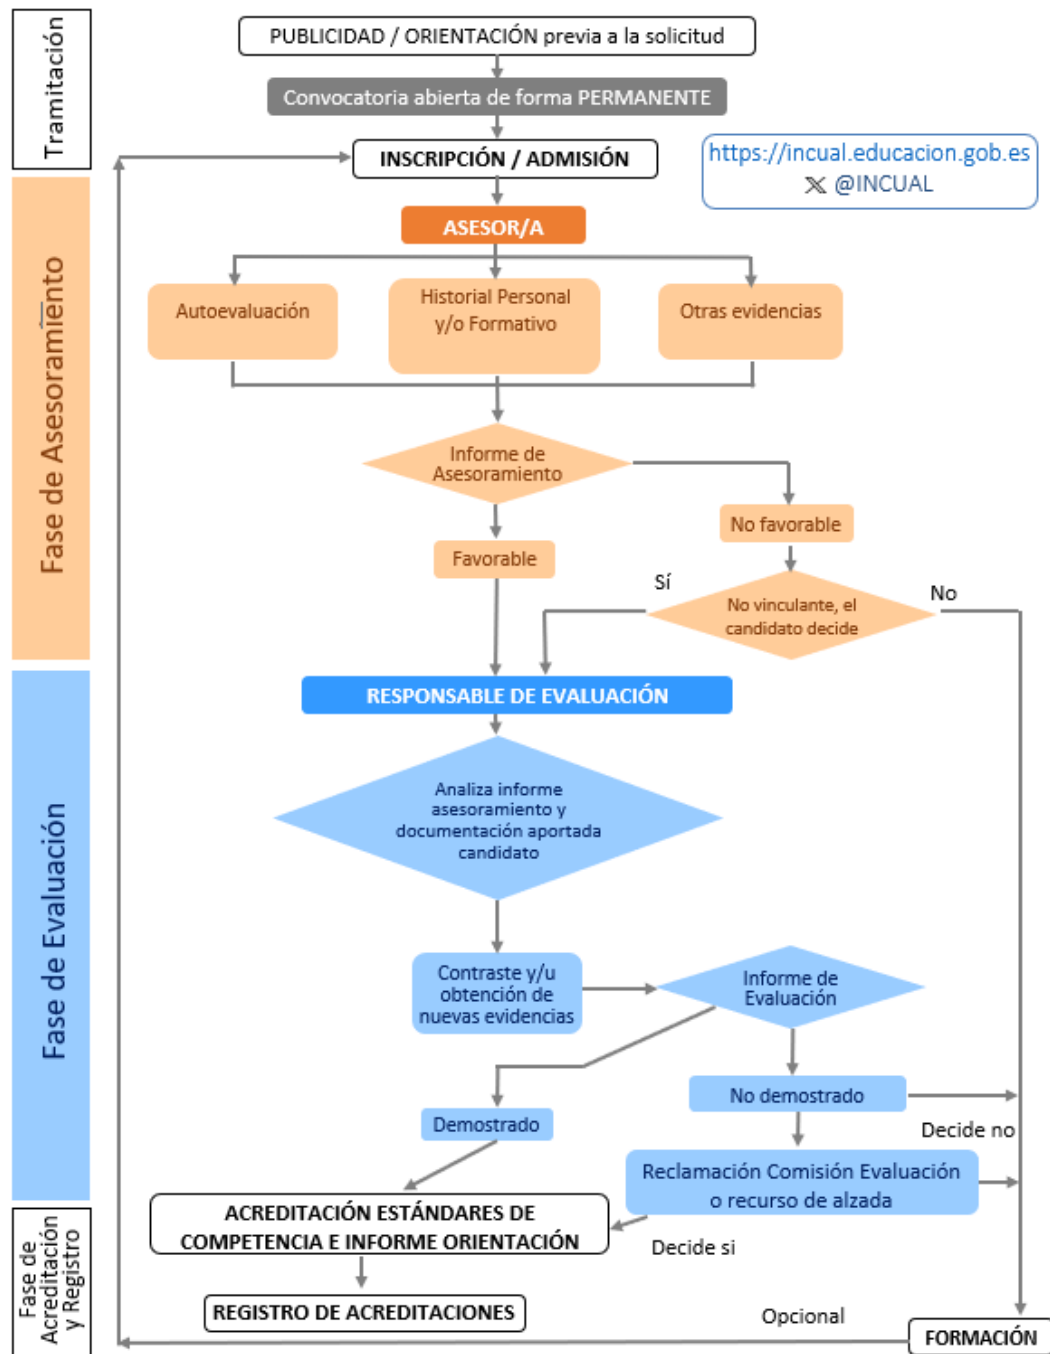 Tramitación
PUBLICIDAD / ORIENTACIÓN previa a la solicitud
Convocatoria abierta de forma PERMANENTE
INSCRIPCIÓN / ADMISIÓN
https://incual.educacion.gob.es
X @INCUAL
Fase de Asesoramiento
ASESOR/A
Autoevaluación
Historial Personal
y/o Formativo
Otras evidencias
Informe de
Asesoramiento
No favorable
Favorable
Sí
No
No vinculante, el
candidato decide
Fase de Evaluación
RESPONSABLE DE EVALUACIÓN
Analiza informe
asesoramiento y
documentación aportada
candidato
Contraste y/u
obtención de
nuevas evidencias
Informe de
Evaluación
No demostrado
Demostrado
Decide no
Reclamación Comisión Evaluación
o recurso de alzada
Fase de
Acreditación
y Registro
ACREDITACIÓN ESTÁNDARES DE
COMPETENCIA E INFORME ORIENTACIÓN
Decide si
REGISTRO DE ACREDITACIONES
Opcional
FORMACIÓN